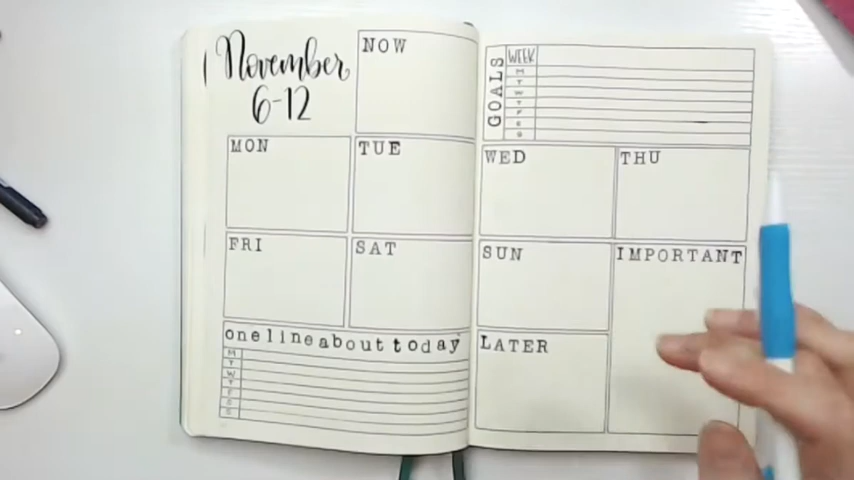 November
6-12
NOW
MON
TUE
FRI
SAT
one line about today
M
T
W
T
F
S
S
GOALS
WEEK
M
T
W
T
F
S
S
WED
THU
SUN
IMPORTANT
LATER